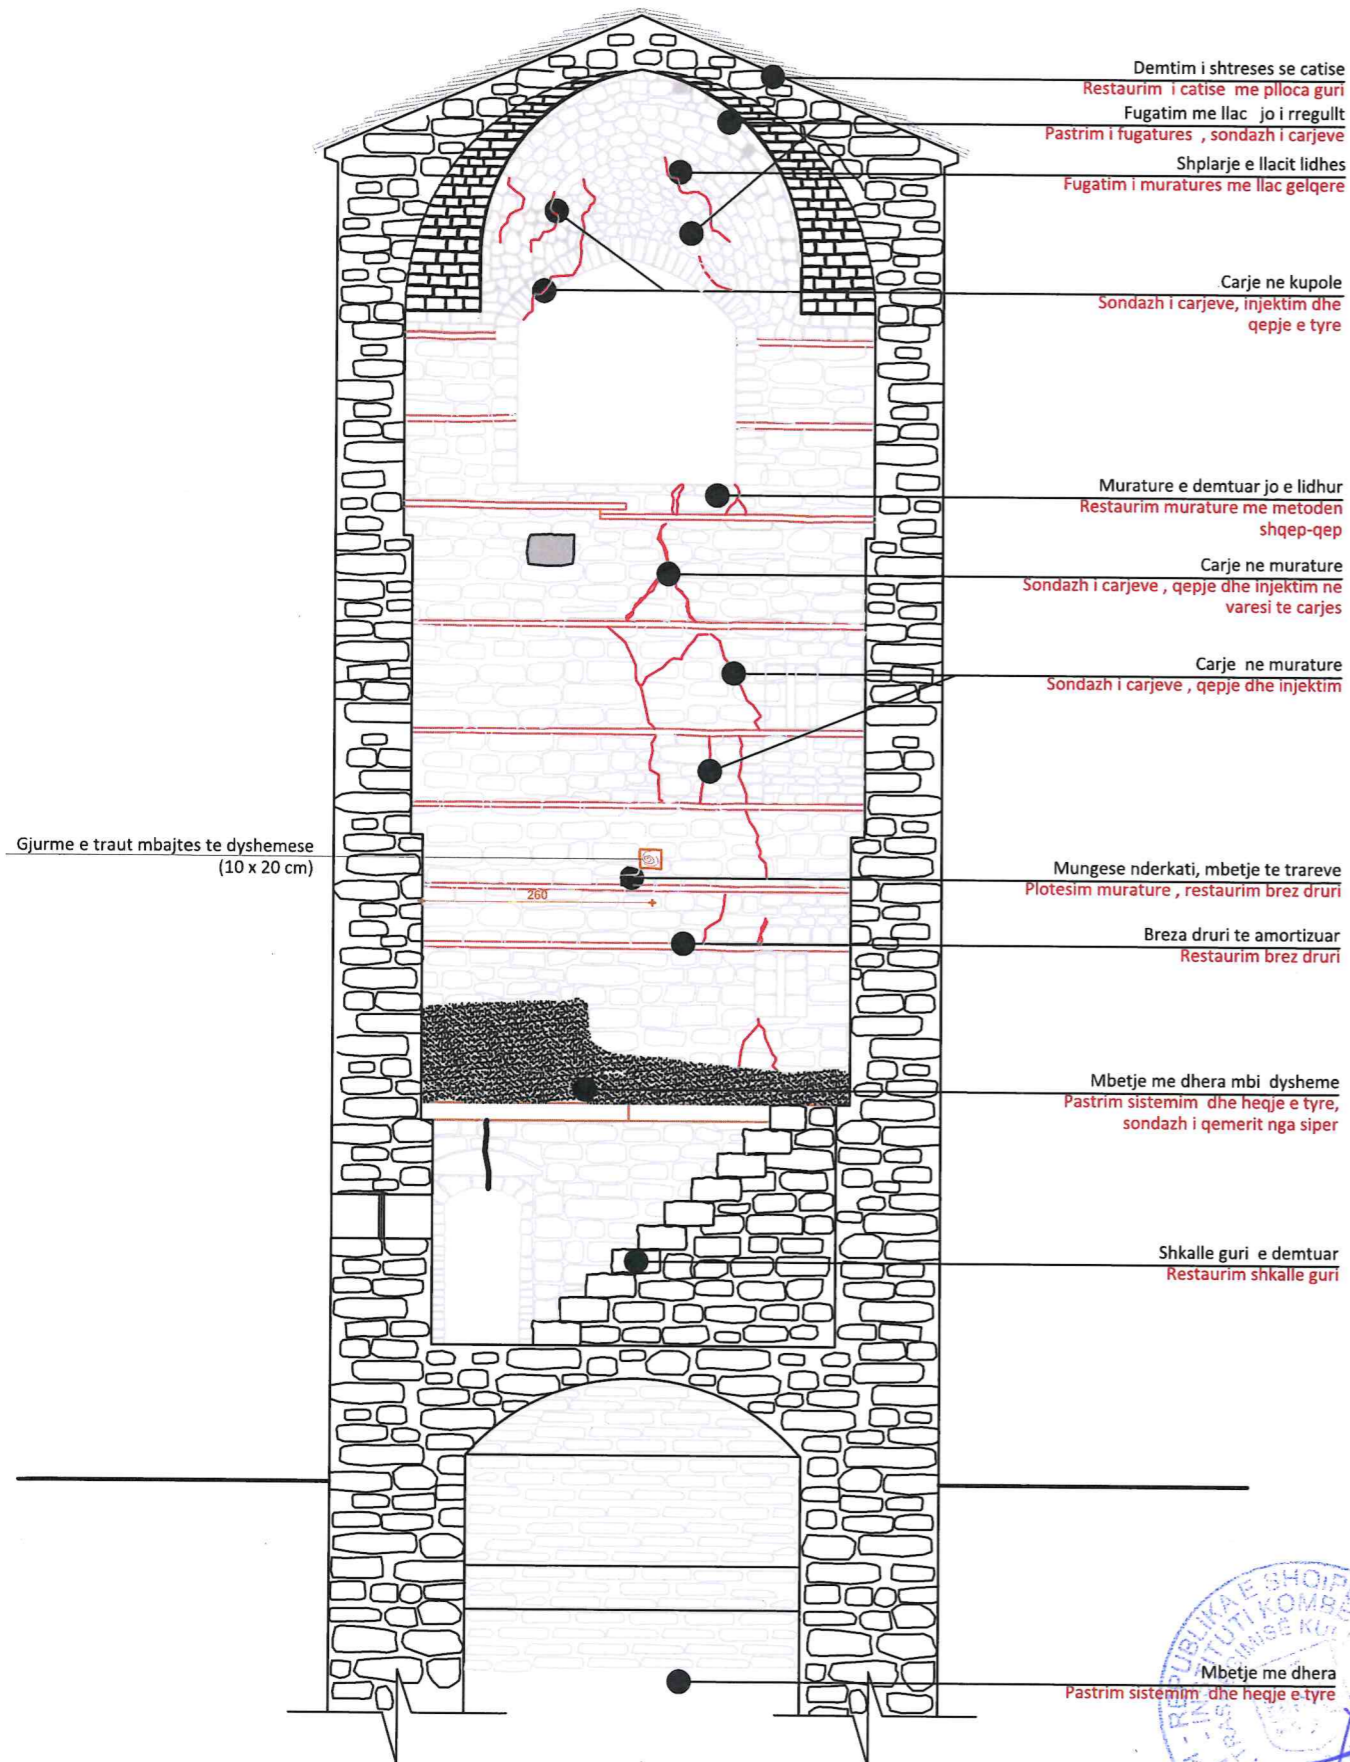 Demtim i shtreses se catise
Restaurim i catise me plloca guri
Fugatim me llac jo i rregullt
Pastrim i fugatures , sondazh i carjeve
Shplarje e llacit lidhes
Fugatim i muratures me llac gelqere
Carje ne kupole
Sondazh i carjeve, injektim dhe
qepje e tyre
Murature e demtuar jo e lidhur
Restaurim murature me metoden
shqep-qep
Carje ne murature
Sondazh i carjeve , qepje dhe injektim ne
varesi te carjes
Carje ne murature
Sondazh i carjeve , qepje dhe injektim
Gjurme e traut mbajtes te dyshemese
(10 x 20 cm)
Mungese nderkati, mbetje te trareve
Plotesim murature , restaurim brez druri
260
Breza druri te amortizuar
Restaurim brez druri
Mbetje me dhera mbi dysheme
Pastrim sistemim dhe heqje e tyre,
sondazh i qemerit nga siper
Shkalle guri e demtuar
Restaurim shkalle guri
Mbetje me dhera
Pastrim sistemim dhe heqje e tyre
REPUBLIKA E SHQIP
INSTITUTI KOMBË